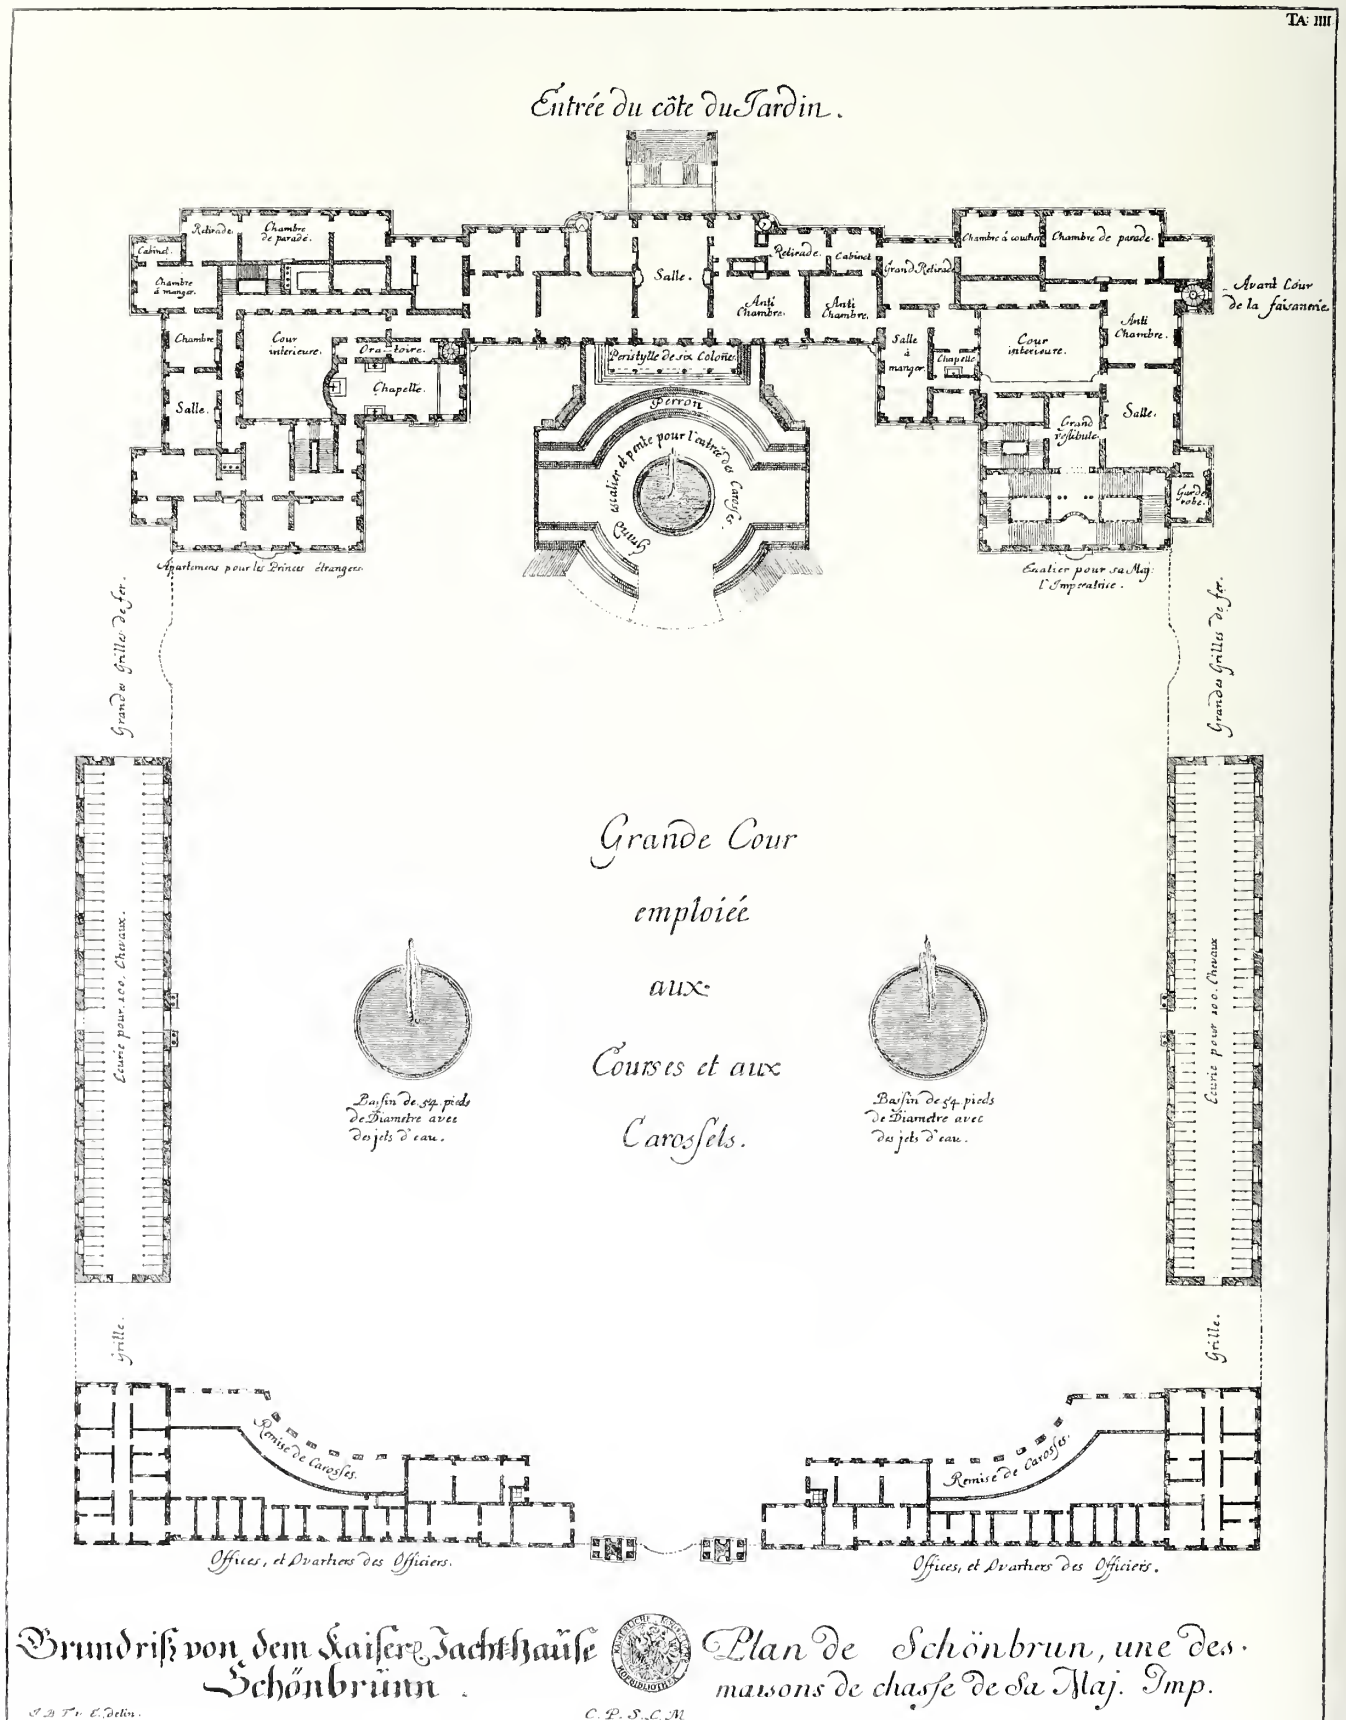 TA: IIII
Entrée du côte du Jardin.
Retirade.
Chambre
de parade.
Cabinet.
Chambre
à manger.
Chambre
Salle.
Cour
interieure.
Oratoire.
Chapelle.
Salle.
Retirade.
Cabinet
Anti
Chambre.
Anti
Chambre.
Peristylle de six Coloñes.
Perron
Grand escalier et pente pour l'entrée des Carosses.
Grand Retirade
Chambre à coucher
Chambre de parade.
Avant Cour
de la faisanerie.
Salle
à
manger.
Chapelle
Cour
interieure.
Anti
Chambre.
Salle.
Grand
vestibule.
Garde
robe.
Apartemens pour les Princes étrangers
Escalier pour sa Maj:
l'Imperatrice.
Grandes Grilles de fer.
Grandes Grilles de fer.
Grande Cour
emploiée
aux
Courses et aux
Carossels.
Ecurie pour 100. Chevaux.
Ecurie pour 100. Chevaux
Bassin de 54. pieds
de Diametre avec
des jets d'eau.
Bassin de 54. pieds
de Diametre avec
des jets d'eau.
Grille.
Grille.
Remise de Carosses.
Remise de Carosses.
Offices, et Quartiers des Officiers.
Offices, et Quartiers des Officiers.
Grundriß von dem Kaiserl. Jachthauße
Schönbrünn.
Plan de Schönbrun, une des
maisons de chasse de Sa Maj. Imp.
C. P. S. C. M